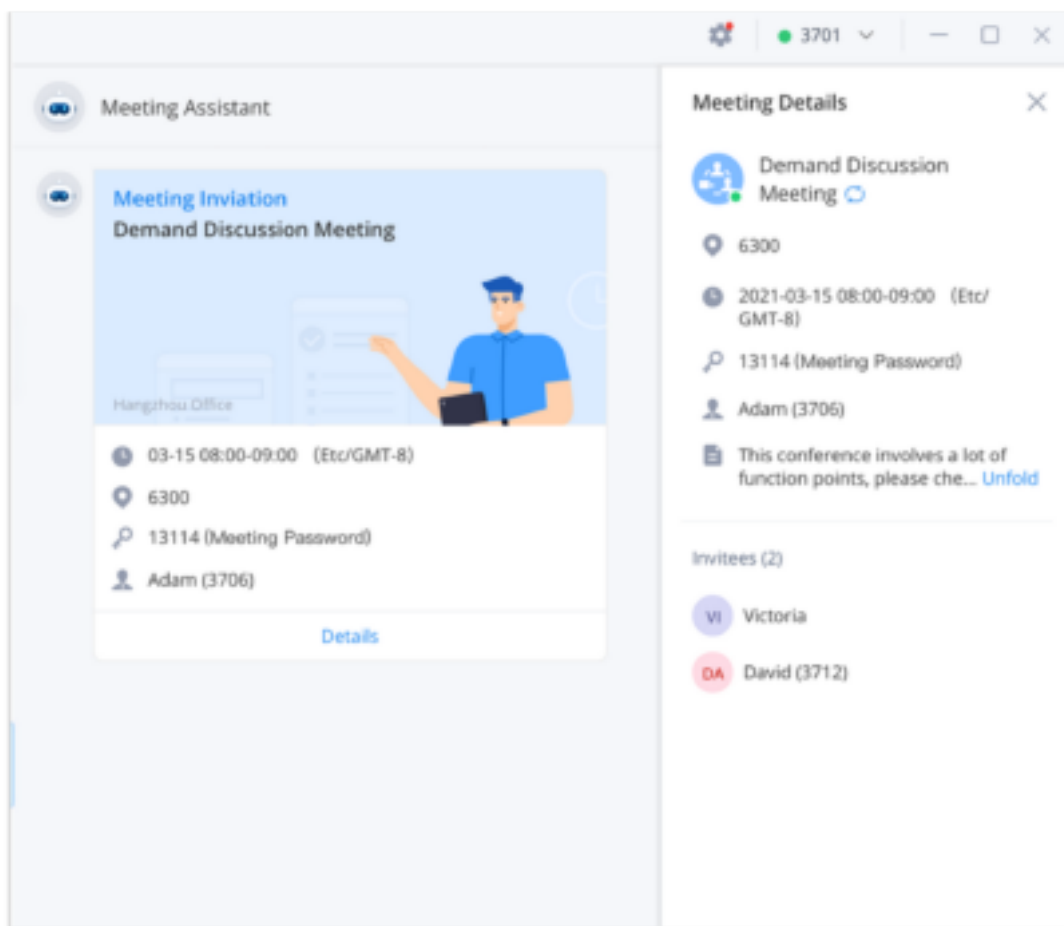 3701
Meeting Assistant
Meeting Inviation
Demand Discussion Meeting
Hangzhou Office
03-15 08:00-09:00 （Etc/GMT-8)
6300
13114 (Meeting Password)
Adam (3706)
Details
Meeting Details
Demand Discussion
Meeting
6300
2021-03-15 08:00-09:00 （Etc/
GMT-8)
13114 (Meeting Password)
Adam (3706)
This conference involves a lot of
function points, please che... Unfold
Invitees (2)
VI Victoria
DA David (3712)